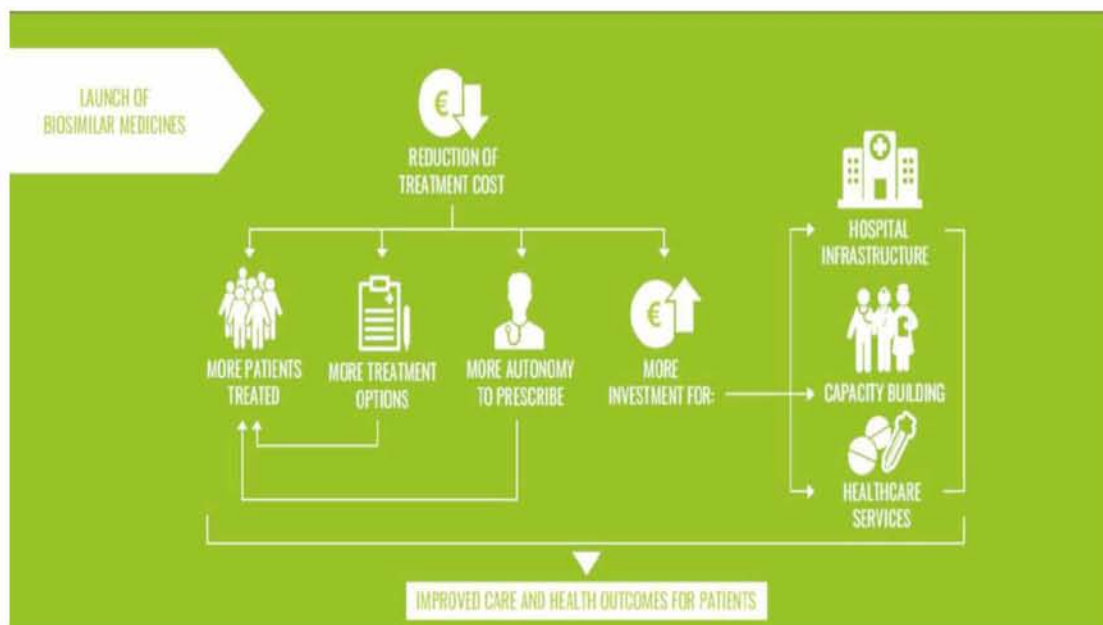 LAUNCH OF
BIOSIMILAR MEDICINES
€
REDUCTION OF
TREATMENT COST
MORE PATIENTS
TREATED
MORE TREATMENT
OPTIONS
MORE AUTONOMY
TO PRESCRIBE
€
MORE
INVESTMENT FOR:
HOSPITAL
INFRASTRUCTURE
CAPACITY BUILDING
HEALTHCARE
SERVICES
IMPROVED CARE AND HEALTH OUTCOMES FOR PATIENTS